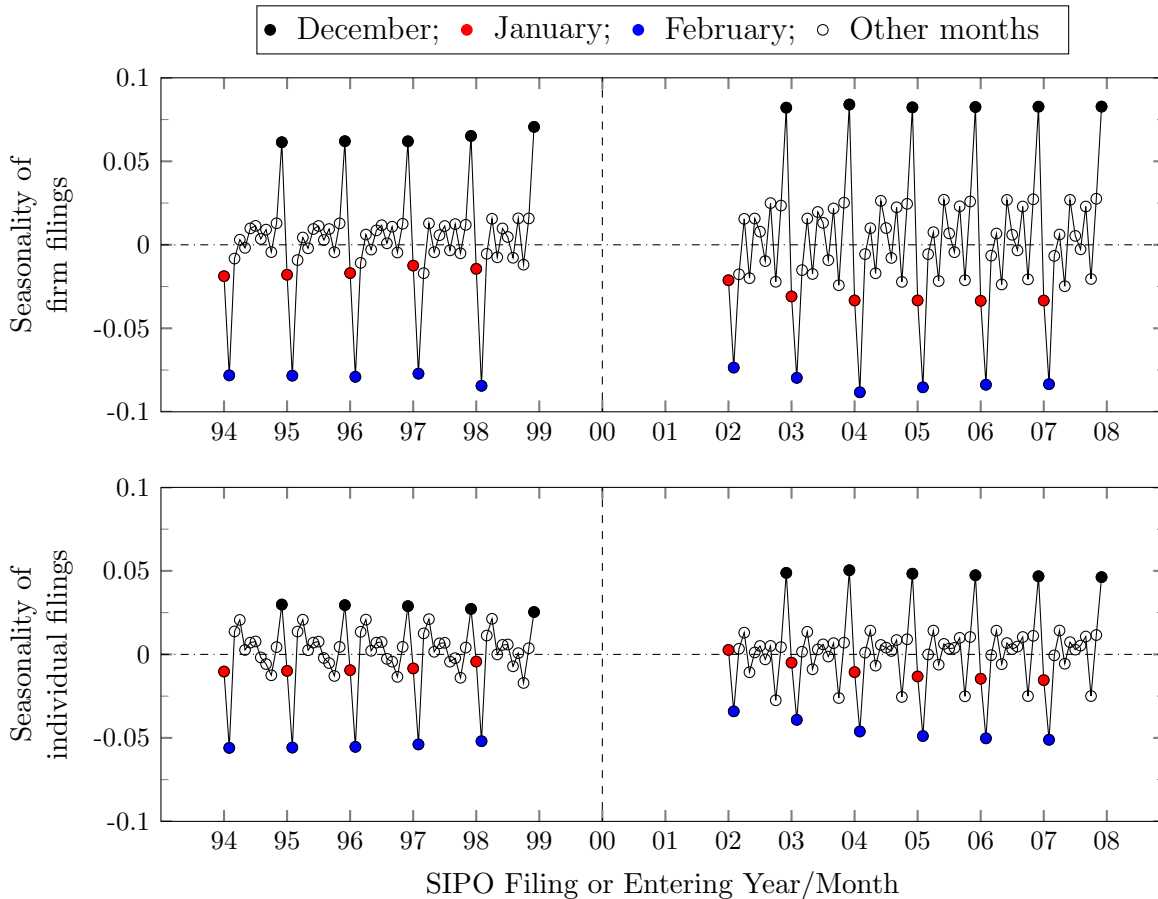 December; January; February; Other months
0.1
0.05
0
-0.05
-0.1
Seasonality of
firm filings
94 95 96 97 98 99 00 01 02 03 04 05 06 07 08
0.1
0.05
0
-0.05
-0.1
Seasonality of
individual filings
94 95 96 97 98 99 00 01 02 03 04 05 06 07 08
SIPO Filing or Entering Year/Month